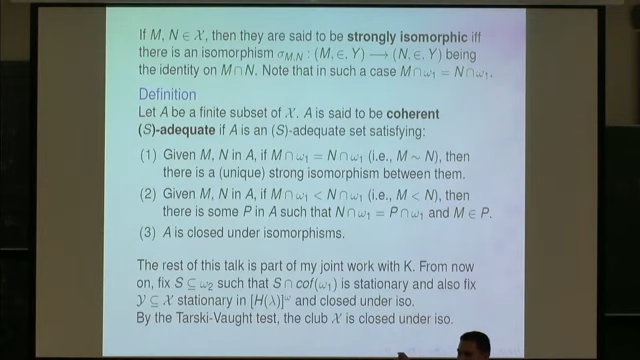 If M, N ∈ 𝒳, then they are said to be strongly isomorphic iff
there is an isomorphism σ_{M,N} : (M, ∈, Y) ⟶ (N, ∈, Y) being
the identity on M ∩ N. Note that in such a case M ∩ ω₁ = N ∩ ω₁.
Definition
Let A be a finite subset of 𝒳. A is said to be coherent
(S)-adequate if A is an (S)-adequate set satisfying:
(1) Given M, N in A, if M ∩ ω₁ = N ∩ ω₁ (i.e., M ∼ N), then
there is a (unique) strong isomorphism between them.
(2) Given M, N in A, if M ∩ ω₁ < N ∩ ω₁ (i.e., M < N), then
there is some P in A such that N ∩ ω₁ = P ∩ ω₁ and M ∈ P.
(3) A is closed under isomorphisms.
The rest of this talk is part of my joint work with K. From now
on, fix S ⊆ ω₂ such that S ∩ cof(ω₁) is stationary and also fix
𝒴 ⊆ 𝒳 stationary in [H(λ)]^ω and closed under iso.
By the Tarski-Vaught test, the club 𝒳 is closed under iso.